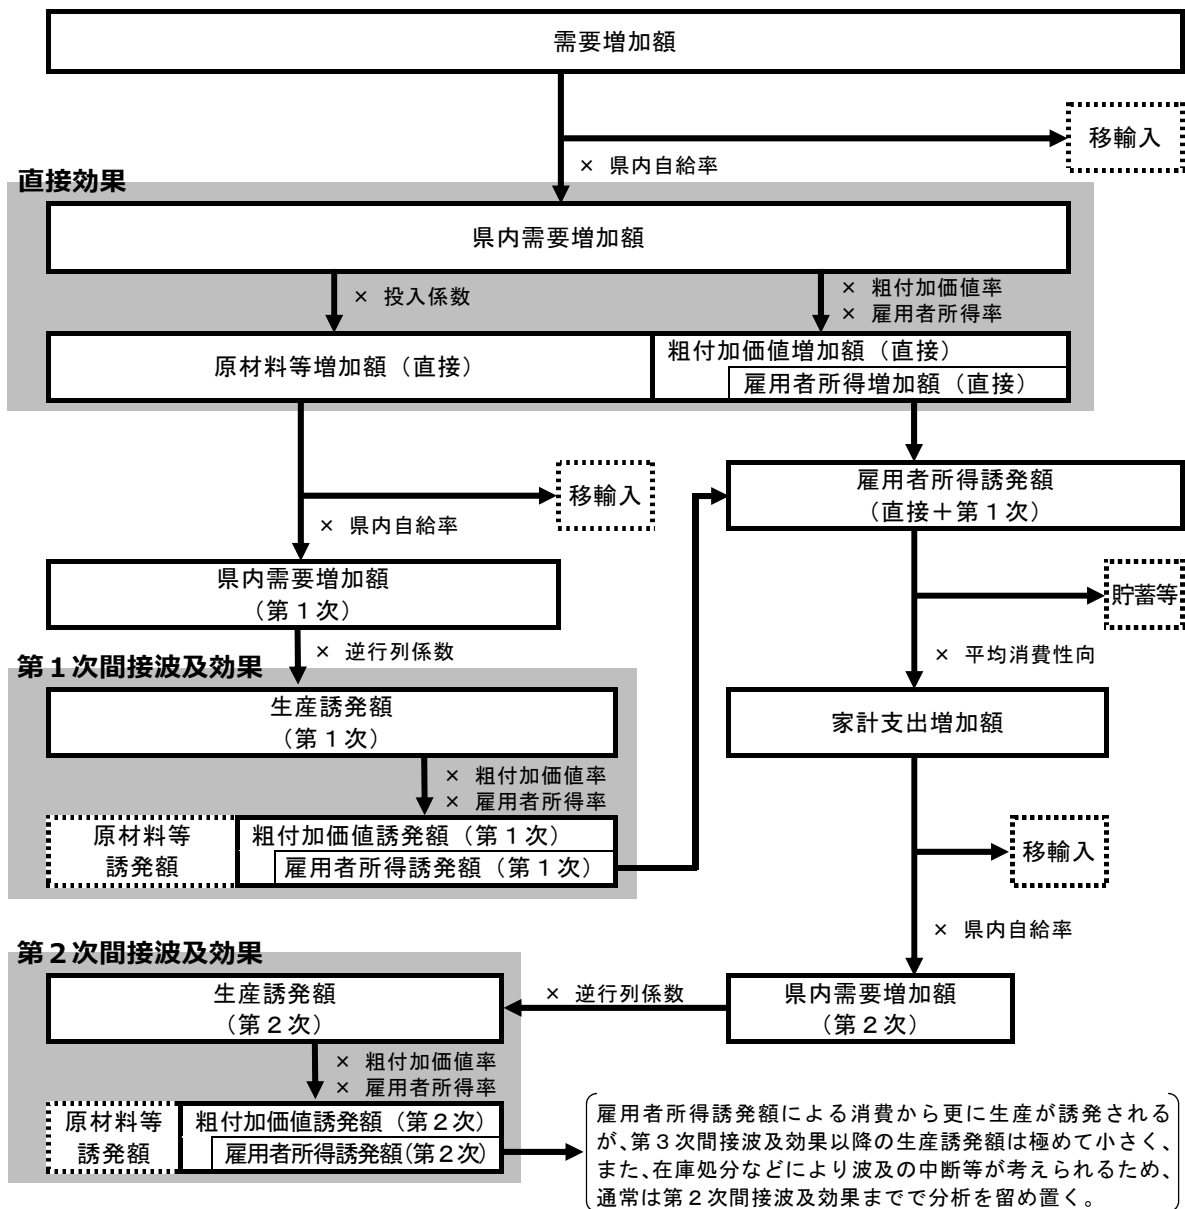 需要増加額
移輸入
× 県内自給率
直接効果
県内需要増加額
× 投入係数
× 粗付加価値率
× 雇用者所得率
原材料等増加額（直接）
粗付加価値増加額（直接）
雇用者所得増加額（直接）
移輸入
× 県内自給率
雇用者所得誘発額
（直接＋第１次）
県内需要増加額
（第１次）
貯蓄等
× 逆行列係数
× 平均消費性向
第１次間接波及効果
生産誘発額
（第１次）
家計支出増加額
× 粗付加価値率
× 雇用者所得率
原材料等
誘発額
粗付加価値誘発額（第１次）
雇用者所得誘発額（第１次）
移輸入
× 県内自給率
第２次間接波及効果
生産誘発額
（第２次）
× 逆行列係数
県内需要増加額
（第２次）
× 粗付加価値率
× 雇用者所得率
原材料等
誘発額
粗付加価値誘発額（第２次）
雇用者所得誘発額（第２次）
雇用者所得誘発額による消費から更に生産が誘発される
が、第３次間接波及効果以降の生産誘発額は極めて小さく、
また、在庫処分などにより波及の中断等が考えられるため、
通常は第２次間接波及効果までで分析を留め置く。